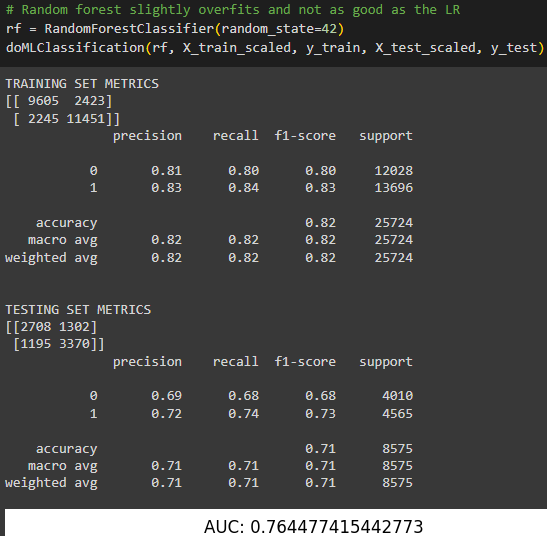 # Random forest slightly overfits and not as good as the LR
rf = RandomForestClassifier(random_state=42)
doMLClassification(rf, X_train_scaled, y_train, X_test_scaled, y_test)
TRAINING SET METRICS
[[ 9605  2423]
 [ 2245 11451]]
              precision    recall  f1-score   support
           0       0.81      0.80      0.80     12028
           1       0.83      0.84      0.83     13696
    accuracy                           0.82     25724
   macro avg       0.82      0.82      0.82     25724
weighted avg       0.82      0.82      0.82     25724
TESTING SET METRICS
[[2708 1302]
 [1195 3370]]
              precision    recall  f1-score   support
           0       0.69      0.68      0.68      4010
           1       0.72      0.74      0.73      4565
    accuracy                           0.71      8575
   macro avg       0.71      0.71      0.71      8575
weighted avg       0.71      0.71      0.71      8575
AUC: 0.764477415442773